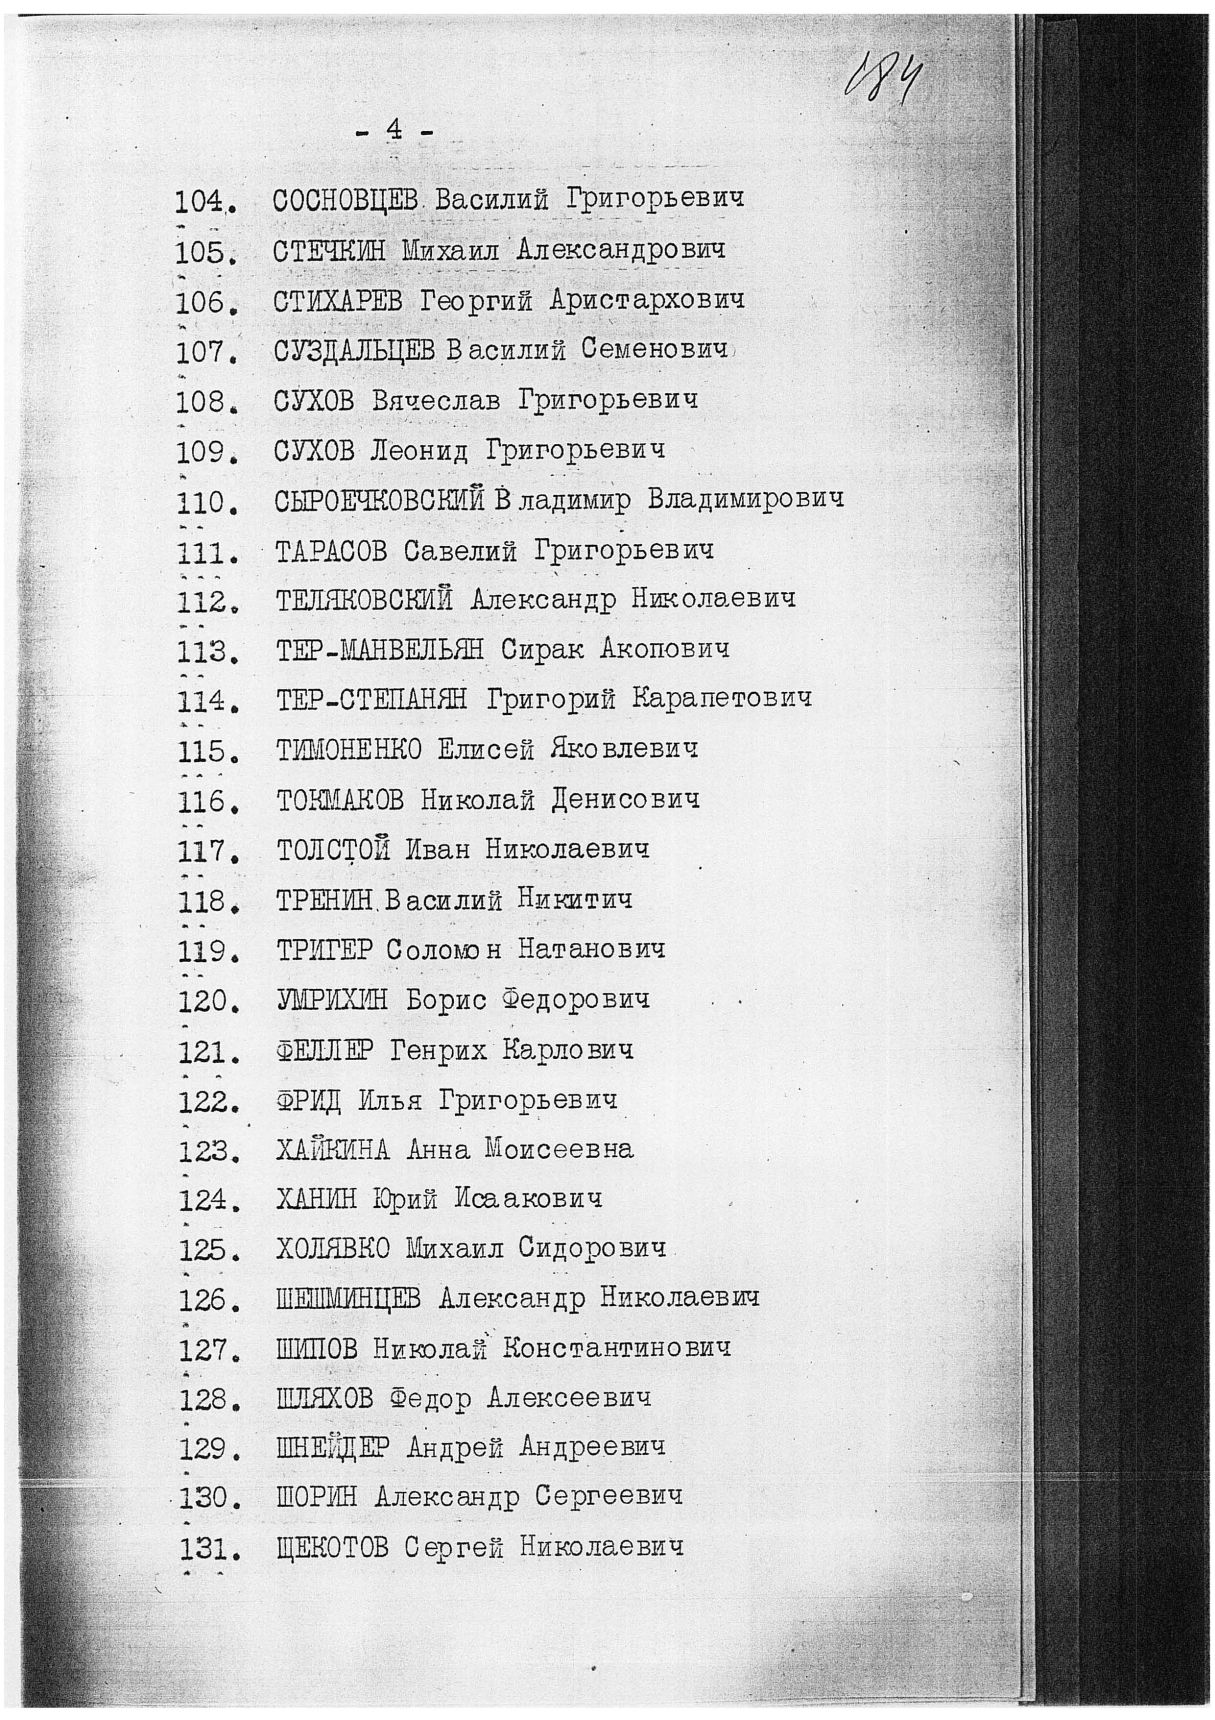 184
- 4 -
104. СОСНОВЦЕВ Василий Григорьевич
105. СТЕЧКИН Михаил Александрович
106. СТИХАРЕВ Георгий Аристархович
107. СУЗДАЛЬЦЕВ Василий Семенович
108. СУХОВ Вячеслав Григорьевич
109. СУХОВ Леонид Григорьевич
110. СЫРОЕЧКОВСКИЙ Владимир Владимирович
111. ТАРАСОВ Савелий Григорьевич
112. ТЕЛЯКОВСКИЙ Александр Николаевич
113. ТЕР-МАНВЕЛЬЯН Сирак Акопович
114. ТЕР-СТЕПАНЯН Григорий Карапетович
115. ТИМОНЕНКО Елисей Яковлевич
116. ТОКМАКОВ Николай Денисович
117. ТОЛСТОЙ Иван Николаевич
118. ТРЕНИН Василий Никитич
119. ТРИГЕР Соломон Натанович
120. УМРИХИН Борис Федорович
121. ФЕЛЛЕР Генрих Карлович
122. ФРИД Илья Григорьевич
123. ХАЙКИНА Анна Моисеевна
124. ХАНИН Юрий Исаакович
125. ХОЛЯВКО Михаил Сидорович
126. ШЕШМИНЦЕВ Александр Николаевич
127. ШИПОВ Николай Константинович
128. ШЛЯХОВ Федор Алексеевич
129. ШНЕЙДЕР Андрей Андреевич
130. ШОРИН Александр Сергеевич
131. ЩЕКОТОВ Сергей Николаевич